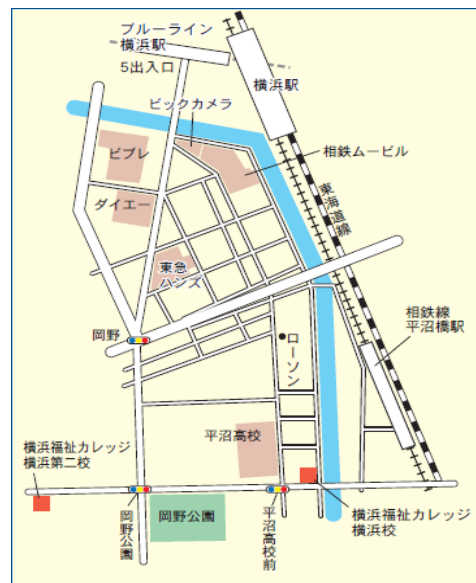 ブルーライン
横浜駅
5出入口
ビックカメラ
横浜駅
ビブレ
相鉄ムービル
東海道線
ダイエー
東急
ハンズ
岡野
相鉄線
平沼橋駅
ローソン
平沼高校
横浜福祉カレッジ
横浜第二校
岡野公園
岡野公園
平沼高校前
横浜福祉カレッジ
横浜校